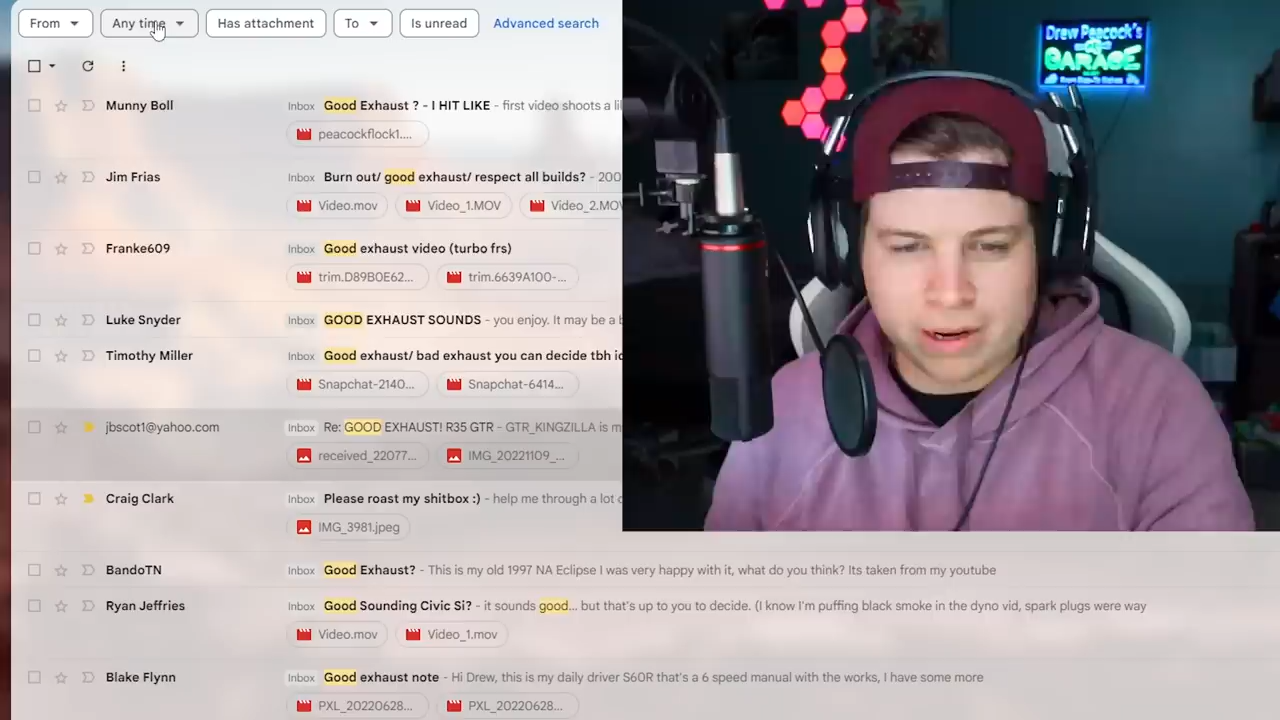 From Any time Has attachment To Is unread Advanced search
Drew Peacock's
GARAGE
Munny Boll Inbox Good Exhaust ? - I HIT LIKE - first video shoots a
peacockflock1....
Jim Frias Inbox Burn out/ good exhaust/ respect all builds? - 200
Video.mov Video_1.MOV Video_2.MOV
Franke609 Inbox Good exhaust video (turbo frs)
trim.D89B0E62... trim.6639A100-...
Luke Snyder Inbox GOOD EXHAUST SOUNDS - you enjoy. It may be a
Timothy Miller Inbox Good exhaust/ bad exhaust you can decide tbh
Snapchat-2140... Snapchat-6414...
jbscot1@yahoo.com Inbox Re: GOOD EXHAUST! R35 GTR - GTR_KINGZILLA is
received_22077... IMG_20221109_...
Craig Clark Inbox Please roast my shitbox :) - help me through a lot
IMG_3981.jpeg
BandoTN Inbox Good Exhaust? - This is my old 1997 NA Eclipse I was very happy with it, what do you think? Its taken from my youtube
Ryan Jeffries Inbox Good Sounding Civic Si? - it sounds good... but that's up to you to decide. (I know I'm puffing black smoke in the dyno vid, spark plugs were way
Video.mov Video_1.mov
Blake Flynn Inbox Good exhaust note - Hi Drew, this is my daily driver S60R that's a 6 speed manual with the works, I have some more
PXL_20220628... PXL_20220628...